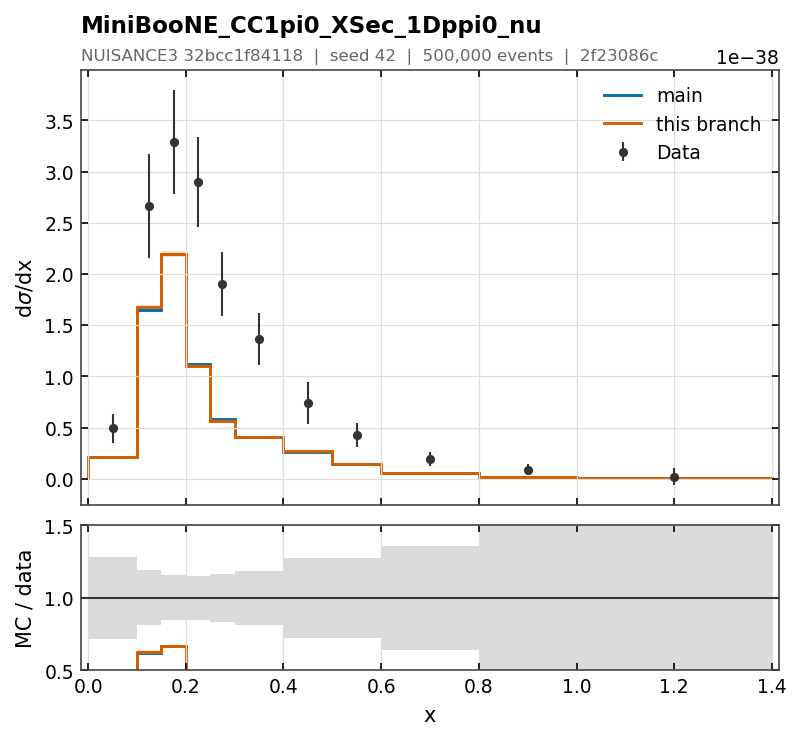 MiniBooNE_CC1pi0_XSec_1Dppi0_nu
NUISANCE3 32bcc1f84118 | seed 42 | 500,000 events | 2f23086c
1e−38
main
this branch
Data
dσ/dx
3.5
3.0
2.5
2.0
1.5
1.0
0.5
0.0
MC / data
1.5
1.0
0.5
0.0 0.2 0.4 0.6 0.8 1.0 1.2 1.4
x